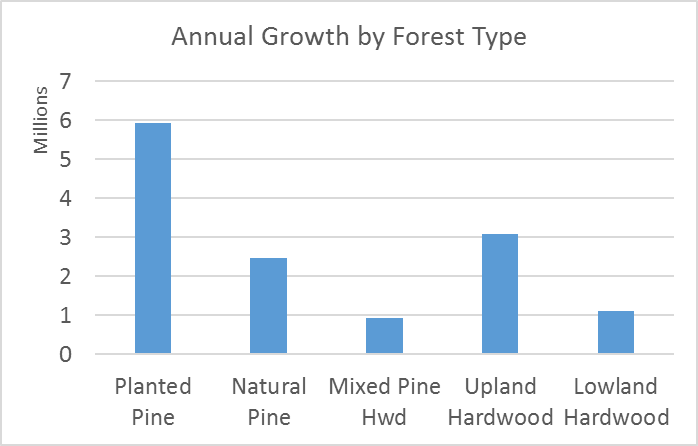 Annual Growth by Forest Type
Millions
7
6
5
4
3
2
1
0
Planted Natural Mixed Pine Upland Lowland
Pine Pine Hwd Hardwood Hardwood